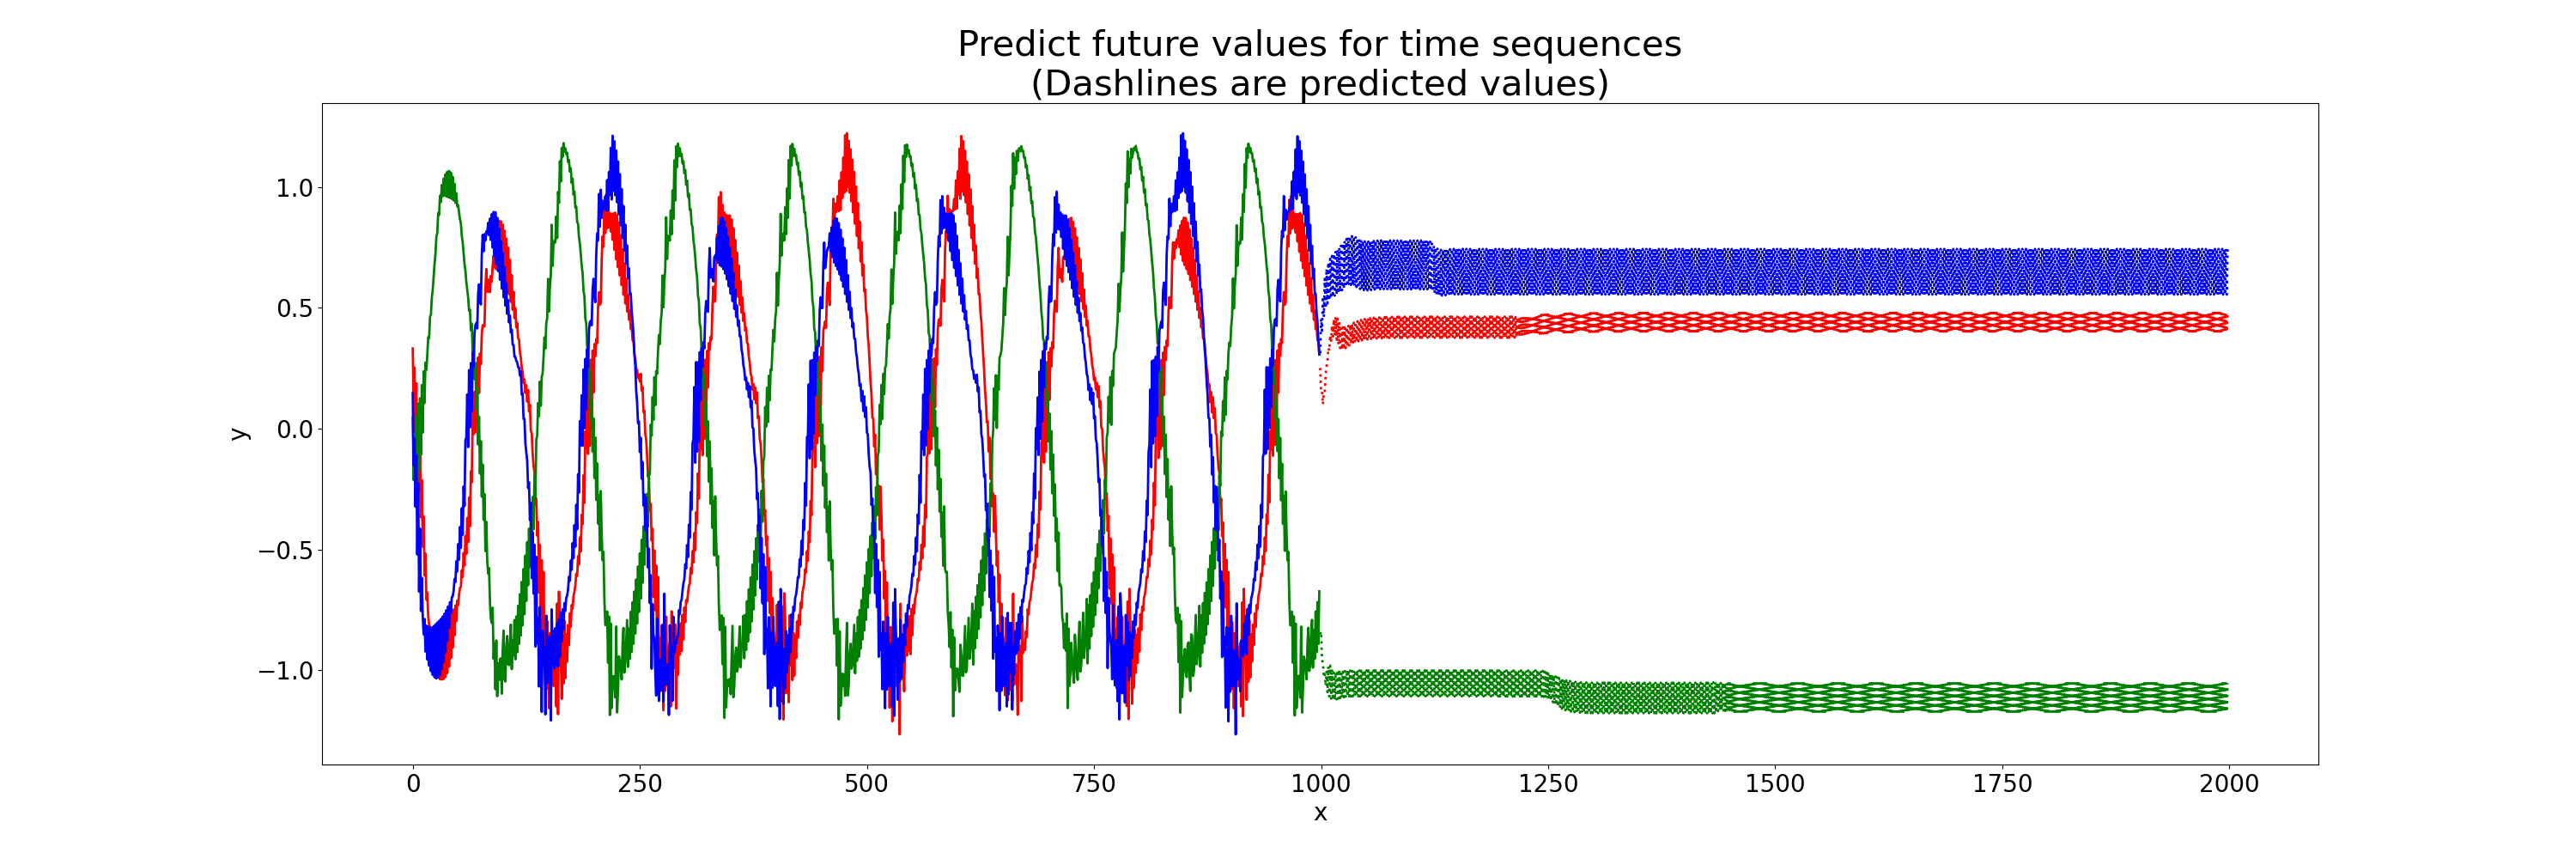 Predict future values for time sequences
(Dashlines are predicted values)
1.0
0.5
0.0
−0.5
−1.0
y
0 250 500 750 1000 1250 1500 1750 2000
x